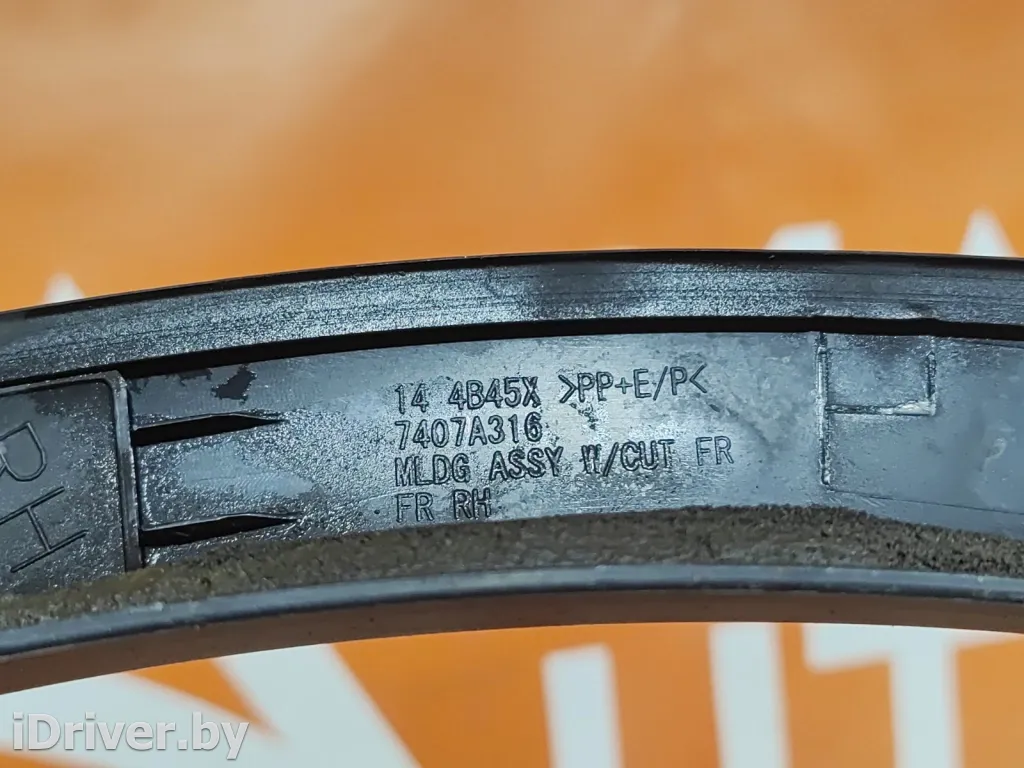 14 4B45X >PP+E/P<
7407A316
MLDG ASSY W/CUT FR
FR RH
RH
iDriver.by